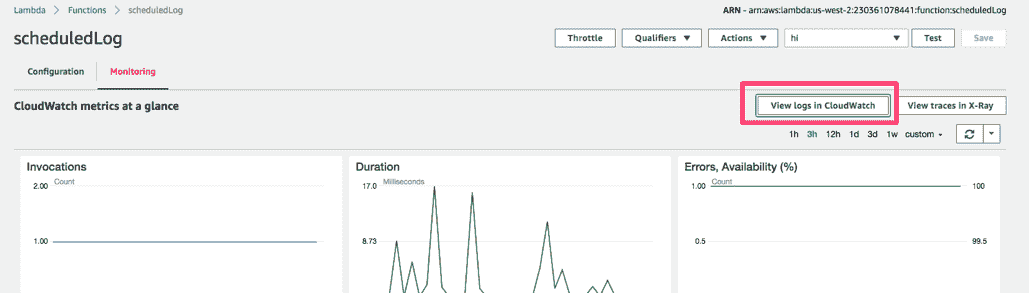 Lambda > Functions > scheduledLog
ARN - arn:aws:lambda:us-west-2:230361078441:function:scheduledLog
scheduledLog
Throttle
Qualifiers
Actions
hi
Test
Save
Configuration
Monitoring
CloudWatch metrics at a glance
View logs in CloudWatch
View traces in X-Ray
1h 3h 12h 1d 3d 1w custom
Invocations
Count
2.00
1.00
Duration
Milliseconds
17.0
8.73
Errors, Availability (%)
Count
1.00 100
0.5 99.5